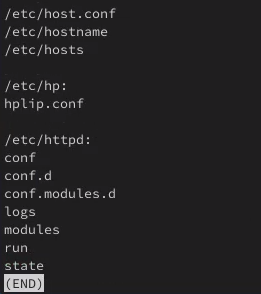 /etc/host.conf
/etc/hostname
/etc/hosts

/etc/hp:
hplip.conf

/etc/httpd:
conf
conf.d
conf.modules.d
logs
modules
run
state
(END)